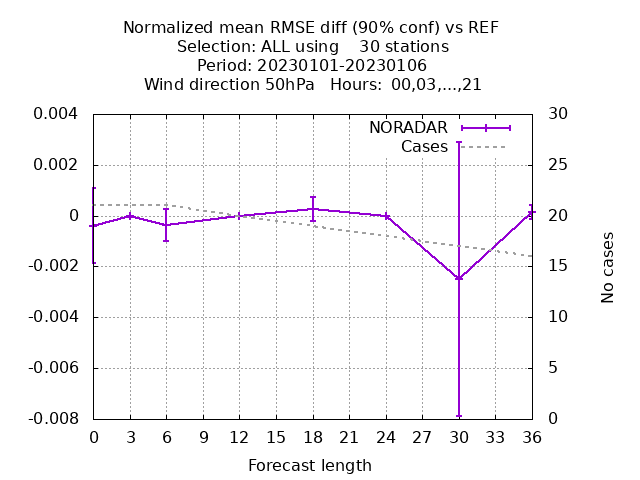 Normalized mean RMSE diff (90% conf) vs REF
Selection: ALL using    30 stations
Period: 20230101-20230106
Wind direction 50hPa   Hours:  00,03,...,21
NORADAR
Cases
0.004
0.002
0
-0.002
-0.004
-0.006
-0.008
30
25
20
15
10
5
0
No cases
0 3 6 9 12 15 18 21 24 27 30 33 36
Forecast length